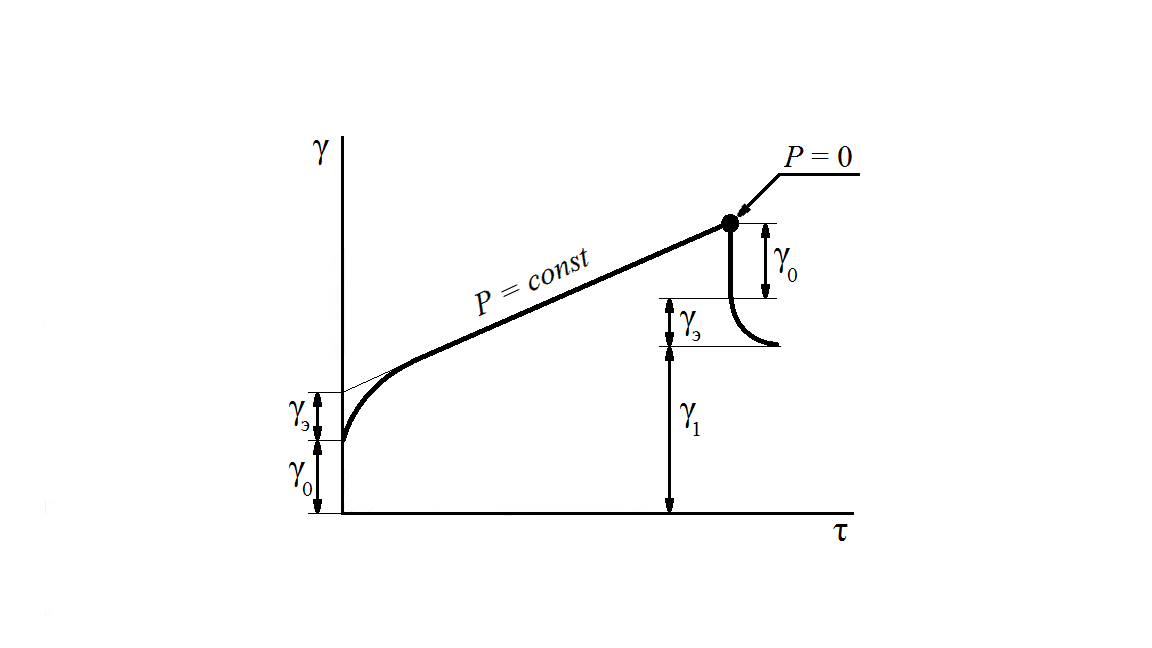 γ
P = 0
P = const
γ₀
γэ
γэ
γ₁
γ₀
τ